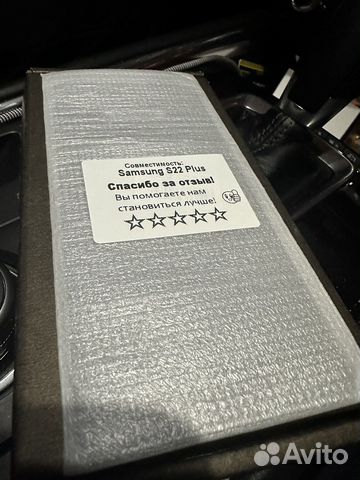 Совместимость:
Samsung S22 Plus
Спасибо за отзыв!
Вы помогаете нам
становиться лучше!
Avito